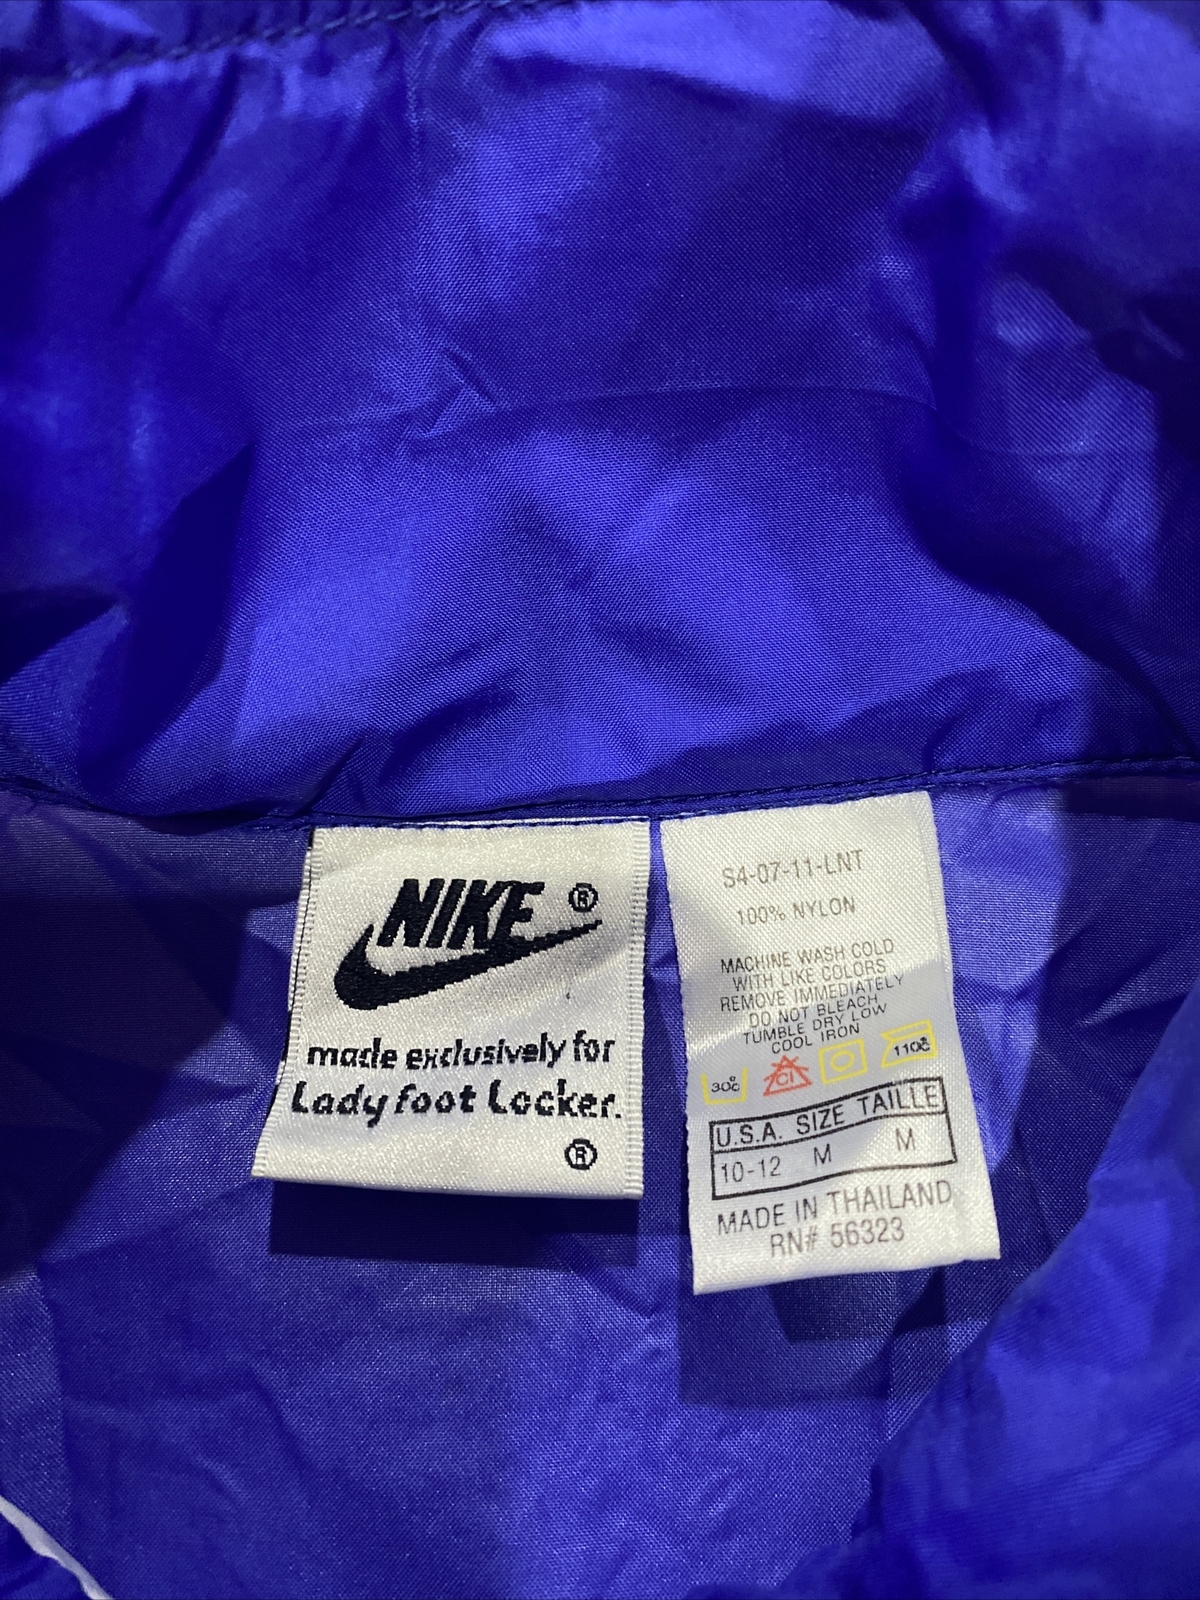 NIKE ®
made exclusively for
Lady foot Locker.
®
S4-07-11-LNT
100% NYLON
MACHINE WASH COLD
WITH LIKE COLORS
REMOVE IMMEDIATELY
DO NOT BLEACH
TUMBLE DRY LOW
COOL IRON
30°c Cl 110°c
U.S.A. SIZE TAILLE
10-12 M M
MADE IN THAILAND
RN# 56323